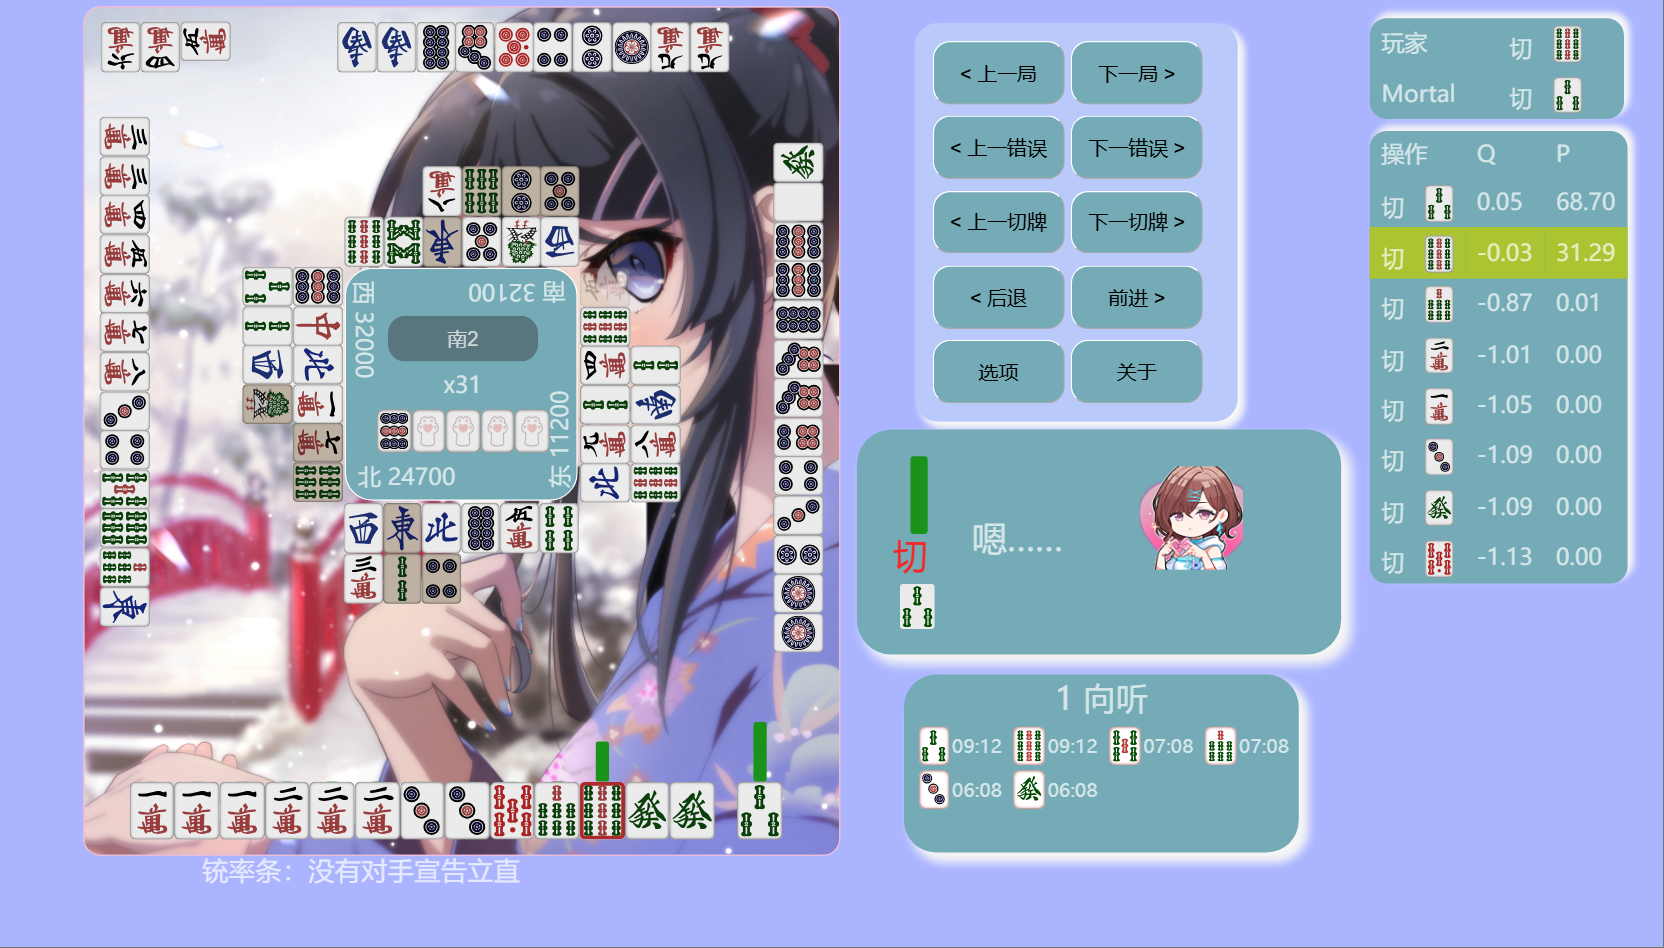 南 32100
西 32000
南2
x31
东 11200
北 24700
铳率条：没有对手宣告立直
< 上一局
下一局 >
< 上一错误
下一错误 >
< 上一切牌
下一切牌 >
< 后退
前进 >
选项
关于
切
嗯......
1 向听
09:12 09:12 07:08 07:08
06:08 06:08
玩家 切
Mortal 切
操作 Q P
切 0.05 68.70
切 -0.03 31.29
切 -0.87 0.01
切 -1.01 0.00
切 -1.05 0.00
切 -1.09 0.00
切 -1.09 0.00
切 -1.13 0.00